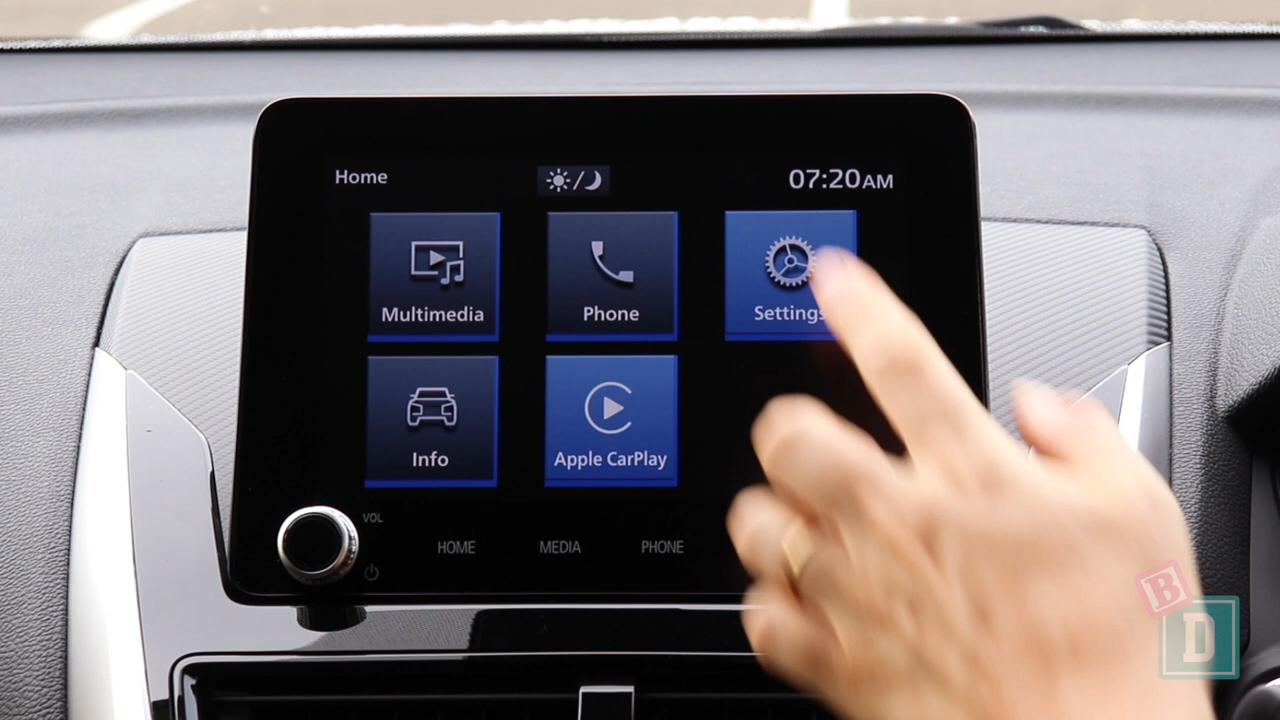 Home
07:20AM
Multimedia
Phone
Settings
Info
Apple CarPlay
VOL
HOME
MEDIA
PHONE
B
D